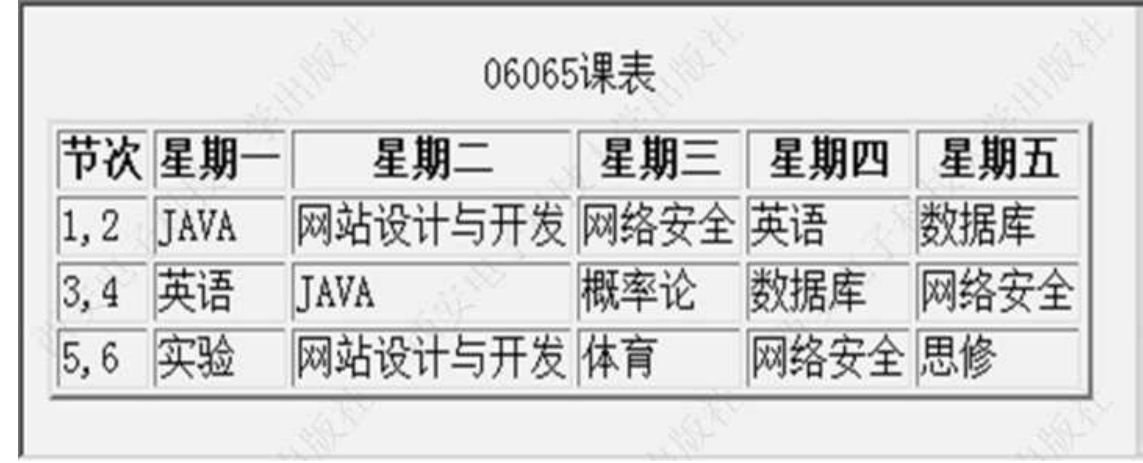 06065课表
节次 星期一 星期二 星期三 星期四 星期五
1,2 JAVA 网站设计与开发 网络安全 英语 数据库
3,4 英语 JAVA 概率论 数据库 网络安全
5,6 实验 网站设计与开发 体育 网络安全 思修